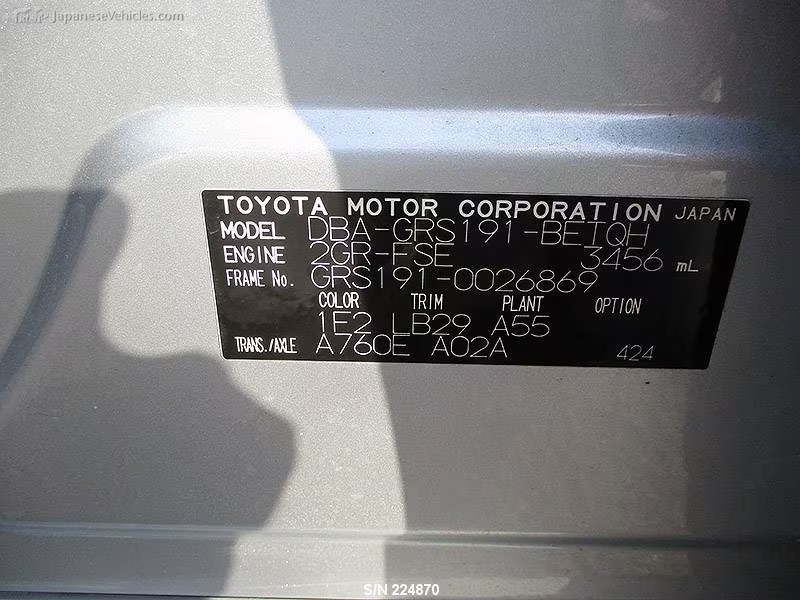 JapaneseVehicles.com
TOYOTA MOTOR CORPORATION JAPAN
MODEL DBA-GRS191-BETQH
ENGINE 2GR-FSE 3456 mL
FRAME No. GRS191-0026869
COLOR TRIM PLANT OPTION
1E2 LB29 A55
TRANS./AXLE A760E A02A 424
S/N 224870